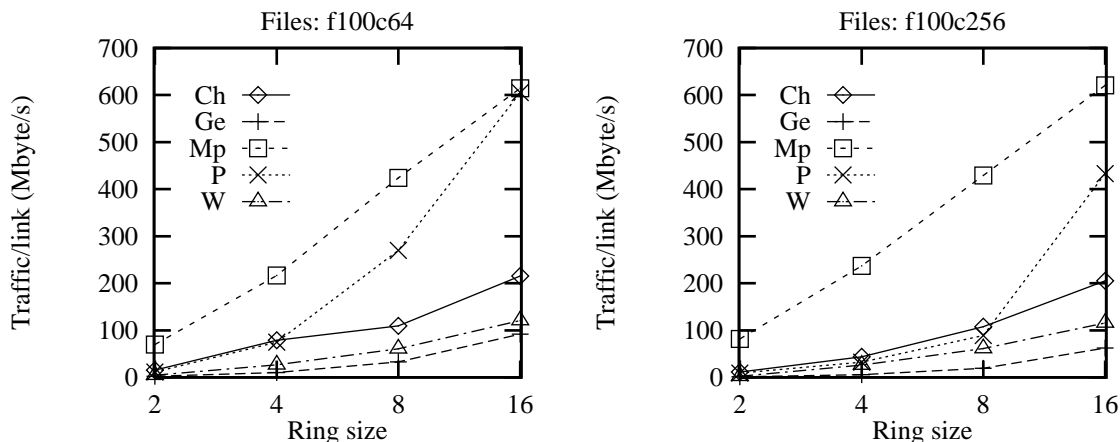 Files: f100c64
Traffic/link (Mbyte/s)
700
600
500
400
300
200
100
0
Ch
Ge
Mp
P
W
2 4 8 16
Ring size
Files: f100c256
Traffic/link (Mbyte/s)
700
600
500
400
300
200
100
0
Ch
Ge
Mp
P
W
2 4 8 16
Ring size